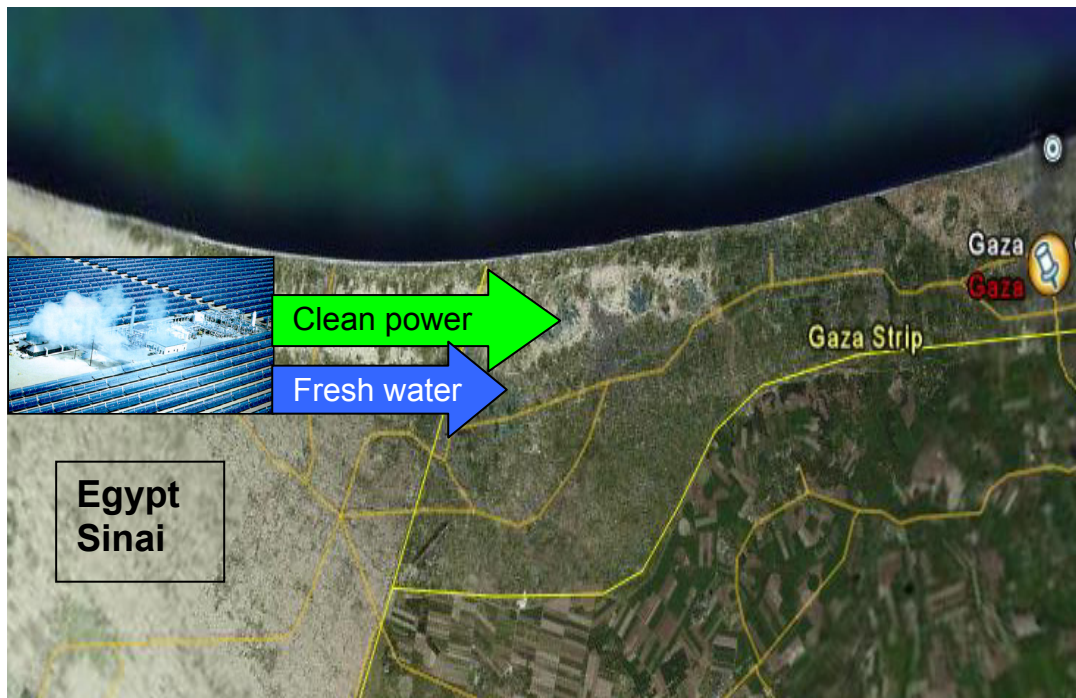 Gaza
Gaza
Clean power
Gaza Strip
Fresh water
Egypt
Sinai